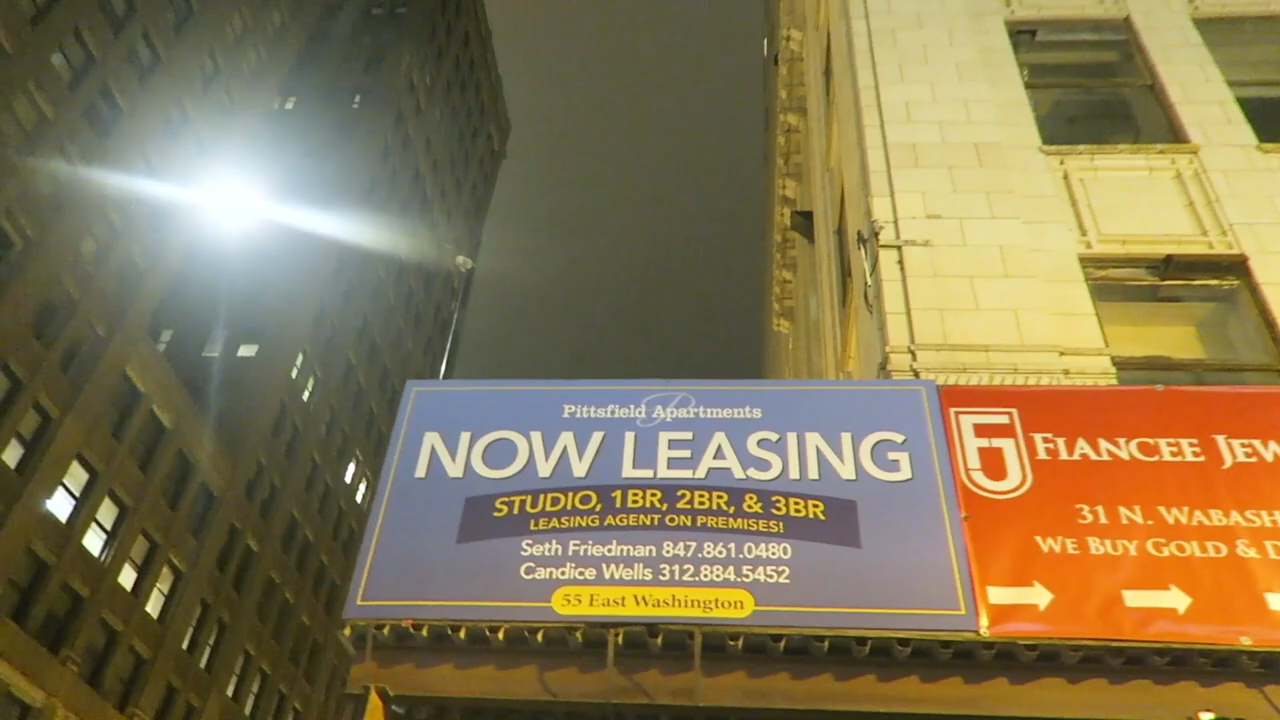 Pittsfield Apartments
NOW LEASING
STUDIO, 1BR, 2BR, & 3BR
LEASING AGENT ON PREMISES!
Seth Friedman 847.861.0480
Candice Wells 312.884.5452
55 East Washington
FJ
FIANCEE JEW
31 N. WABASH
WE BUY GOLD & D